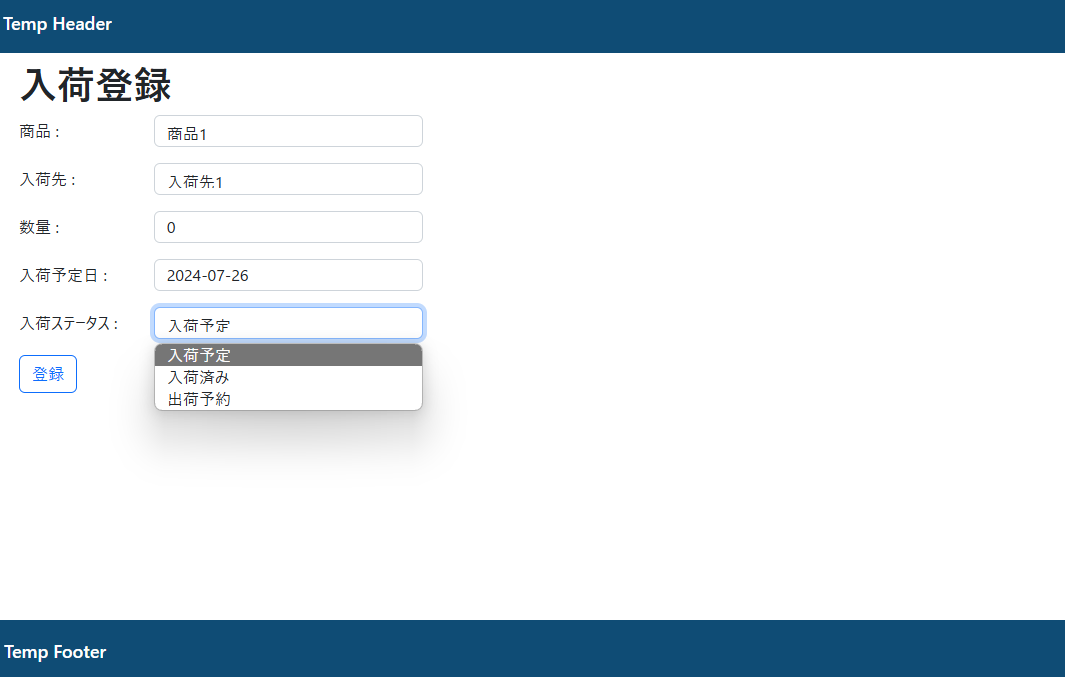 Temp Header
入荷登録
商品 : 商品1
入荷先 : 入荷先1
数量 : 0
入荷予定日 : 2024-07-26
入荷ステータス : 入荷予定
入荷予定
入荷済み
出荷予約
登録
Temp Footer